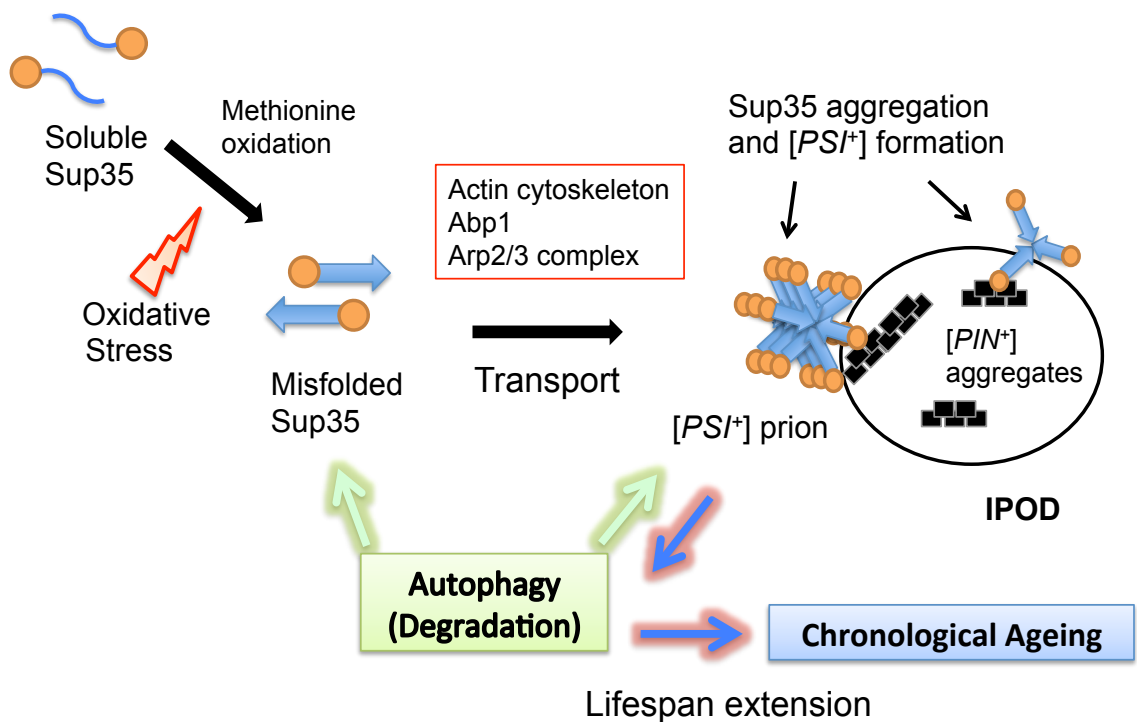 Soluble
Sup35
Methionine
oxidation
Oxidative
Stress
Misfolded
Sup35
Actin cytoskeleton
Abp1
Arp2/3 complex
Transport
Sup35 aggregation
and [PSI⁺] formation
[PSI⁺] prion
[PIN⁺]
aggregates
IPOD
Autophagy
(Degradation)
Chronological Ageing
Lifespan extension